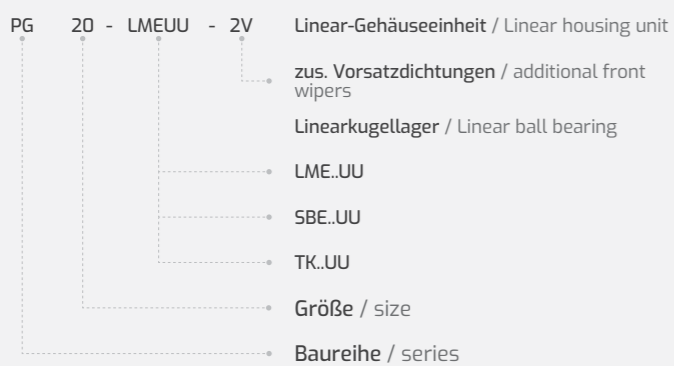 PG 20 - LMEUU - 2V Linear-Gehäuseeinheit / Linear housing unit
zus. Vorsatzdichtungen / additional front
wipers
Linearkugellager / Linear ball bearing
LME..UU
SBE..UU
TK..UU
Größe / size
Baureihe / series